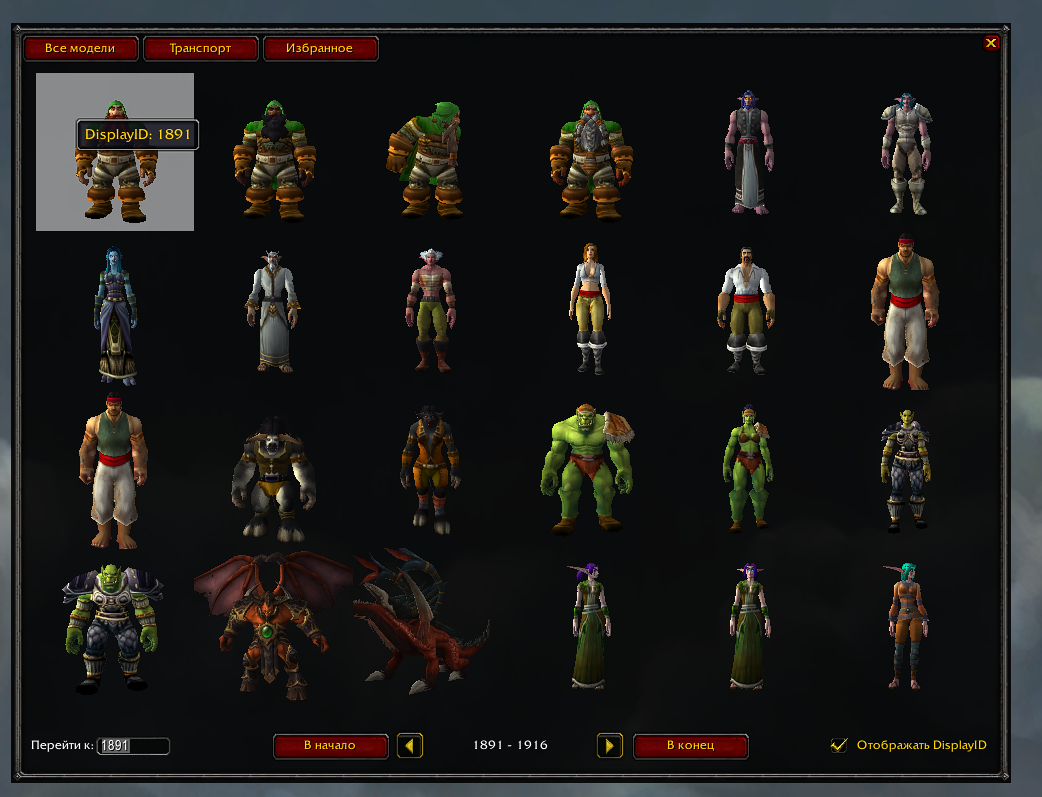 Все модели
Транспорт
Избранное
DisplayID: 1891
Перейти к: 1891
В начало
1891 - 1916
В конец
Отображать DisplayID